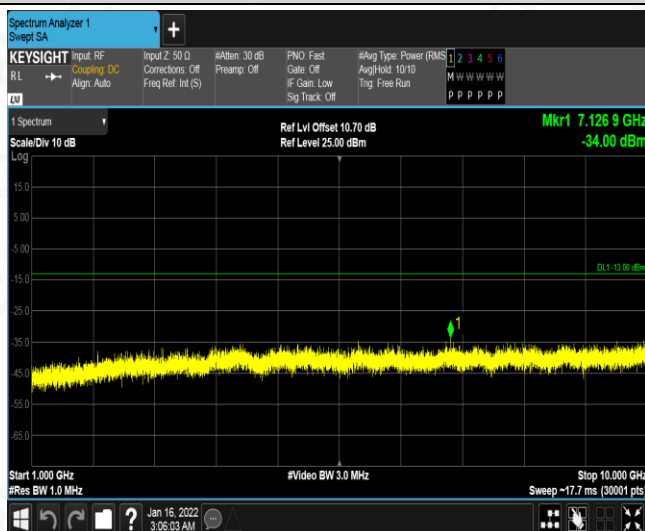 Spectrum Analyzer 1
Swept SA
+
KEYSIGHT
RL
LXI
Input: RF
Coupling: DC
Align: Auto
Input Z: 50 Ω
Corrections: Off
Freq Ref: Int (S)
#Atten: 30 dB
Preamp: Off
PNO: Fast
Gate: Off
IF Gain: Low
Sig Track: Off
#Avg Type: Power (RMS
Avg|Hold: 10/10
Trig: Free Run
1 2 3 4 5 6
M W W W W W
P P P P P P
1 Spectrum
Scale/Div 10 dB
Log
Ref Lvl Offset 10.70 dB
Ref Level 25.00 dBm
Mkr1 7.126 9 GHz
-34.00 dBm
15.0
5.00
-5.00
DL1 -13.00 dBm
-15.0
-25.0
1
-35.0
-45.0
-55.0
-65.0
Start 1.000 GHz
#Video BW 3.0 MHz
Stop 10.000 GHz
#Res BW 1.0 MHz
Sweep ~17.7 ms (30001 pts)
?
Jan 16, 2022
3:06:03 AM